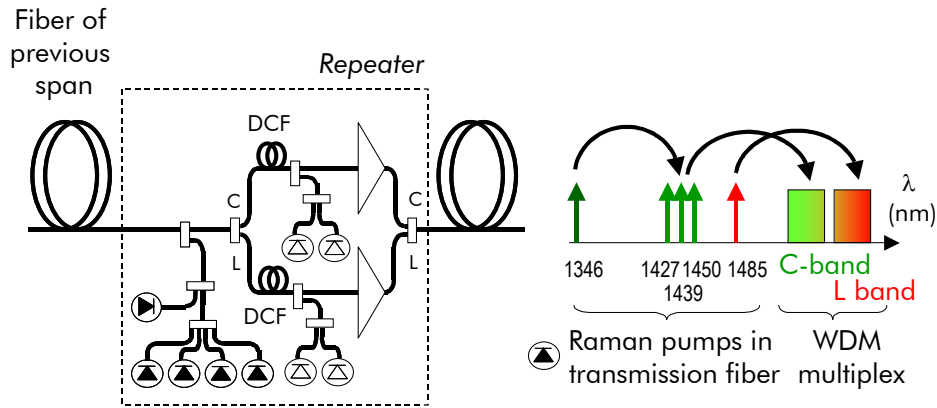 Fiber of
previous
span
Repeater
DCF
C
C
L
L
DCF
λ
(nm)
1346
1427
1450
1485
1439
C-band
L band
Raman pumps in
transmission fiber
WDM
multiplex